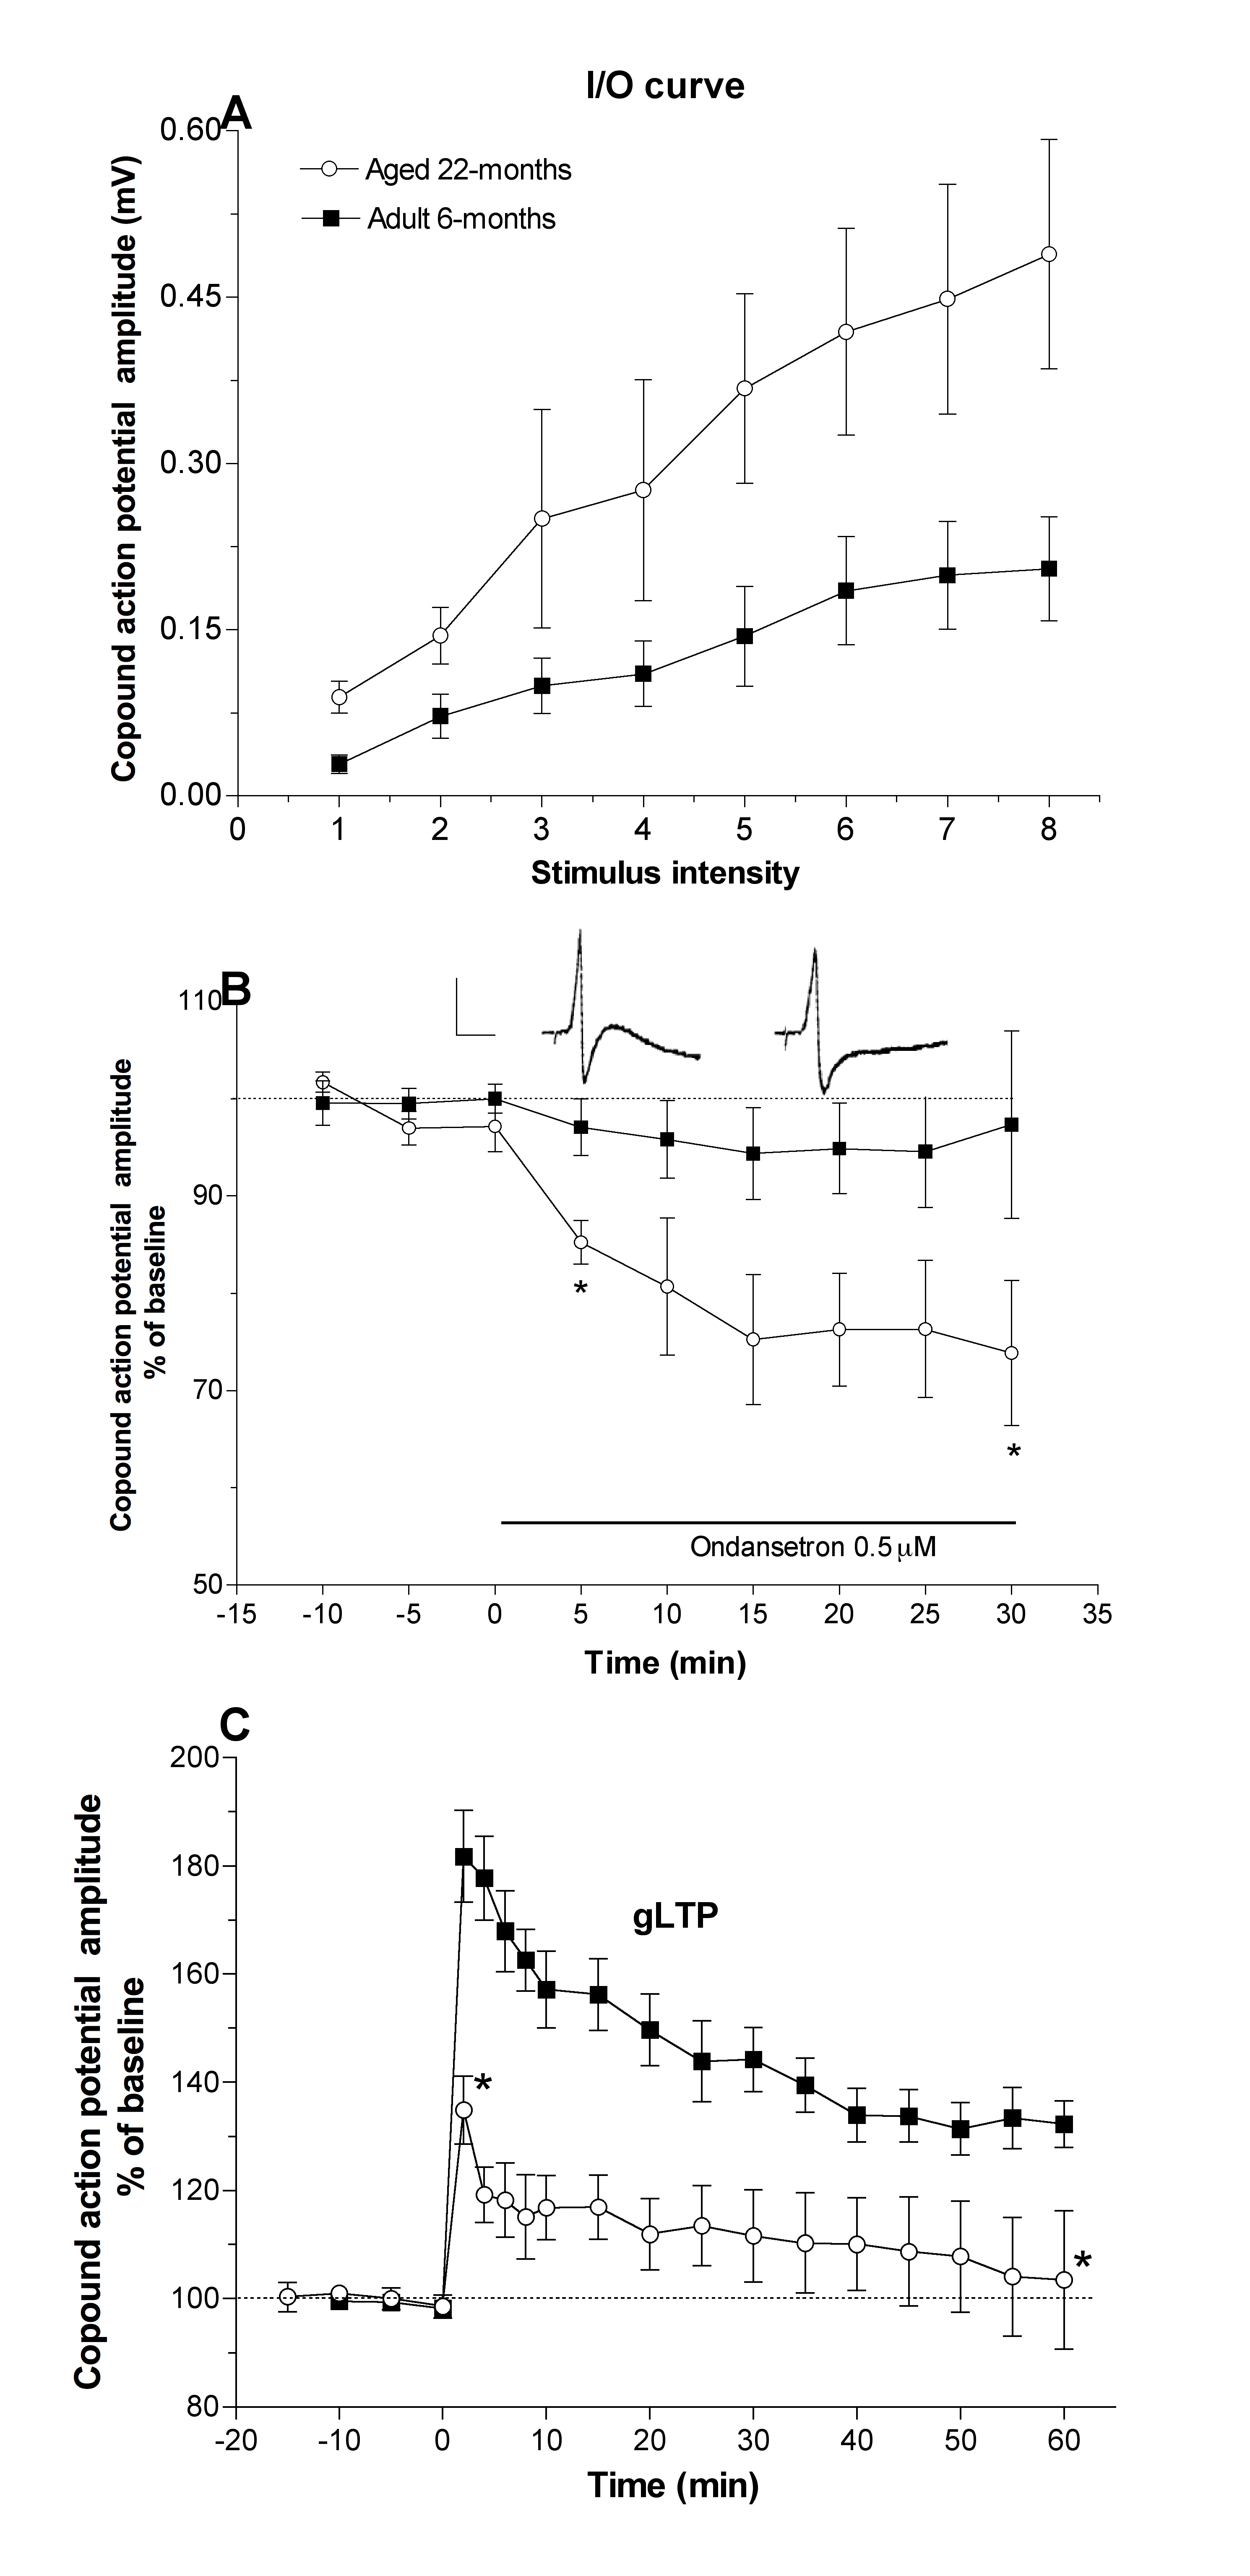 I/O curve
A
0.60
0.45
0.30
0.15
0.00
Copound action potential amplitude (mV)
Aged 22-months
Adult 6-months
0 1 2 3 4 5 6 7 8
Stimulus intensity
B
110
90
70
50
Copound action potential amplitude
% of baseline
*
*
Ondansetron 0.5 μM
-15 -10 -5 0 5 10 15 20 25 30 35
Time (min)
C
200
180
160
140
120
100
80
Copound action potential amplitude
% of baseline
gLTP
*
*
-20 -10 0 10 20 30 40 50 60
Time (min)